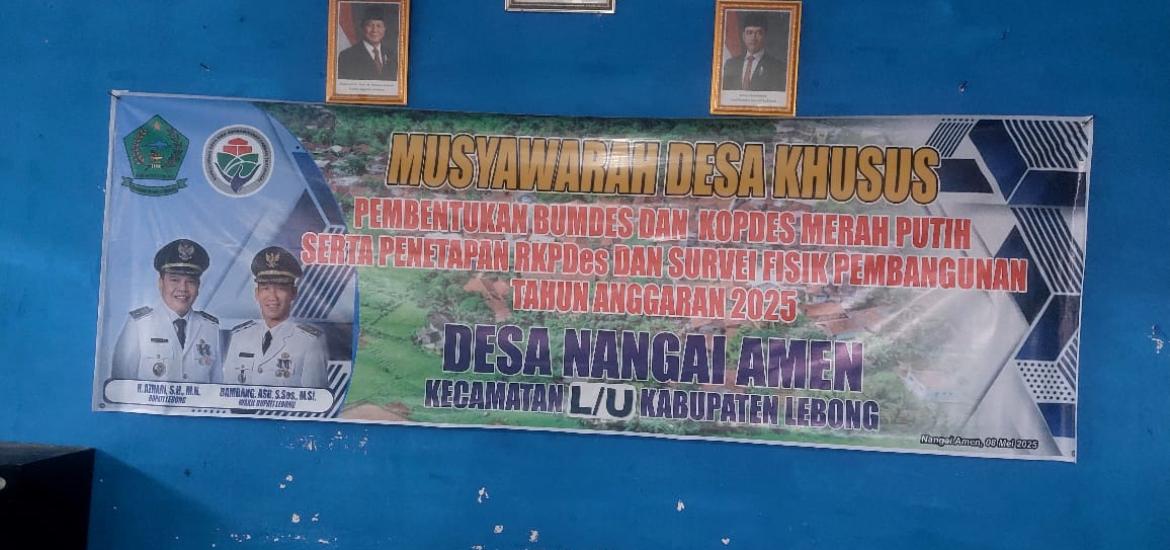 MUSYAWARAH DESA KHUSUS
PEMBENTUKAN BUMDES DAN KOPDES MERAH PUTIH
SERTA PENETAPAN RKPDes DAN SURVEI FISIK PEMBANGUNAN
TAHUN ANGGARAN 2025
DESA NANGAI AMEN
KECAMATAN L/U KABUPATEN LEBONG
H. AZHARI, S.H., M.H.
BUPATI LEBONG
BAMBANG. ASB, S.Sos., M.Si.
WAKIL BUPATI LEBONG
Nangai Amen, 08 Mei 2025